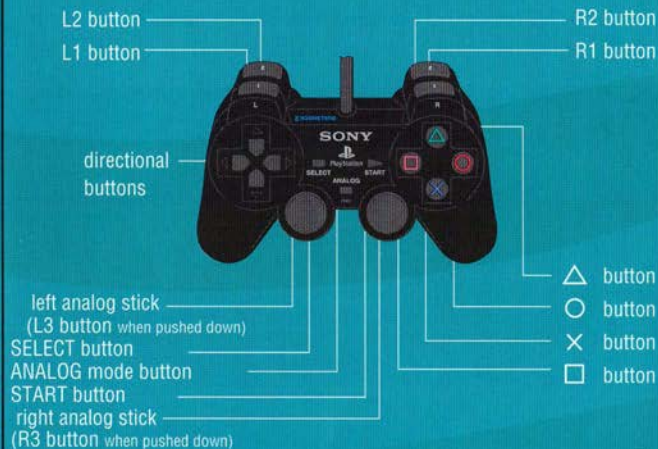 L2 button
R2 button
L1 button
R1 button
L
R
SONY
PlayStation
SELECT
START
ANALOG
directional
buttons
△ button
left analog stick
(L3 button when pushed down)
○ button
SELECT button
× button
ANALOG mode button
□ button
START button
right analog stick
(R3 button when pushed down)